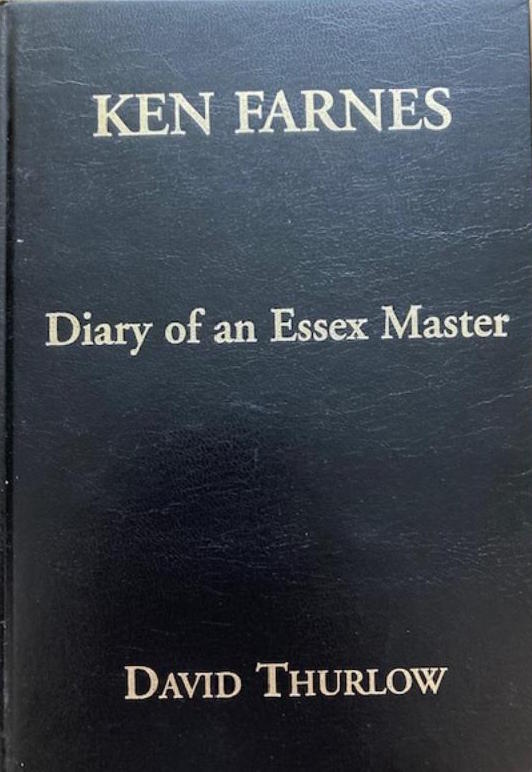 KEN FARNES
Diary of an Essex Master
DAVID THURLOW